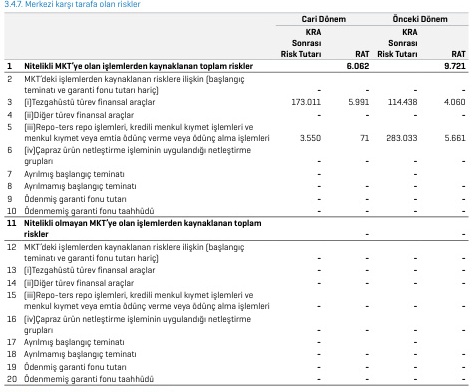 3.4.7. Merkezi karşı tarafa olan riskler
Cari Dönem Önceki Dönem
KRA Sonrası Risk Tutarı RAT KRA Sonrası Risk Tutarı RAT
1 Nitelikli MKT'ye olan işlemlerden kaynaklanan toplam riskler 6.062 9.721
2 MKT'deki işlemlerden kaynaklanan risklere ilişkin (başlangıç
teminatı ve garanti fonu tutarı hariç) - - - -
3 (i)Tezgahüstü türev finansal araçlar 173.011 5.991 114.438 4.060
4 (ii)Diğer türev finansal araçlar - - - -
5 (iii)Repo-ters repo işlemleri, kredili menkul kıymet işlemleri ve
menkul kıymet veya emtia ödünç verme veya ödünç alma işlemleri 3.550 71 283.033 5.661
6 (iv)Çapraz ürün netleştirme işleminin uygulandığı netleştirme
grupları - - - -
7 Ayrılmış başlangıç teminatı - -
8 Ayrılmamış başlangıç teminatı - - - -
9 Ödenmiş garanti fonu tutarı - - - -
10 Ödenmemiş garanti fonu taahhüdü - - - -
11 Nitelikli olmayan MKT'ye olan işlemlerden kaynaklanan toplam
riskler - -
12 MKT'deki işlemlerden kaynaklanan risklere ilişkin (başlangıç
teminatı ve garanti fonu tutarı hariç) - - - -
13 (i)Tezgahüstü türev finansal araçlar - - - -
14 (ii)Diğer türev finansal araçlar - - - -
15 (iii)Repo-ters repo işlemleri, kredili menkul kıymet işlemleri ve
menkul kıymet veya emtia ödünç verme veya ödünç alma işlemleri - - - -
16 (iv)Çapraz ürün netleştirme işleminin uygulandığı netleştirme
grupları - - - -
17 Ayrılmış başlangıç teminatı - -
18 Ayrılmamış başlangıç teminatı - - - -
19 Ödenmiş garanti fonu tutarı - - - -
20 Ödenmemiş garanti fonu taahhüdü - - - -